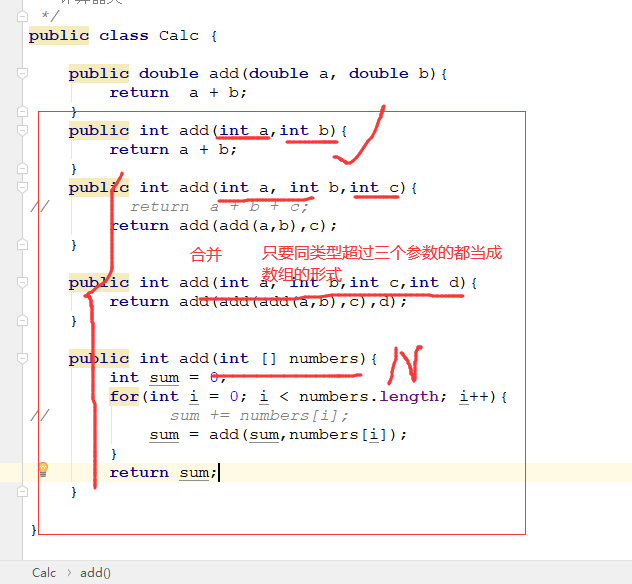 */
public class Calc {
public double add(double a, double b){
return a + b;
}
public int add(int a,int b){
return a + b;
}
public int add(int a, int b,int c){
// return a + b + c;
return add(add(a,b),c);
}
合并 只要同类型超过三个参数的都当成
数组的形式
public int add(int a, int b,int c,int d){
return add(add(add(a,b),c),d);
}
public int add(int [] numbers){
N
int sum = 0;
for(int i = 0; i < numbers.length; i++){
// sum += numbers[i];
sum = add(sum,numbers[i]);
}
return sum;
}
}
Calc › add()